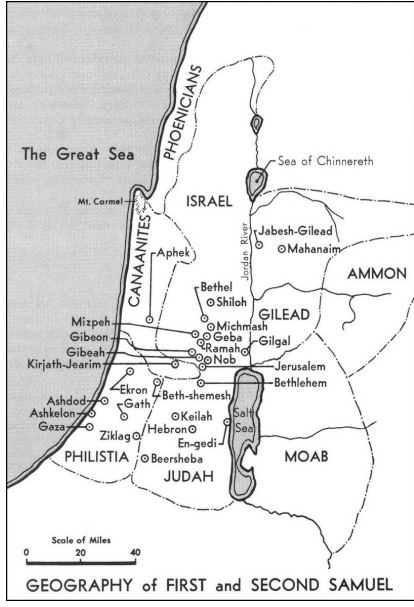 PHOENICIANS
The Great Sea
Sea of Chinnereth
Mt. Carmel
ISRAEL
CANAANITES
Jordan River
Jabesh-Gilead
Mahanaim
Aphek
AMMON
Bethel
Shiloh
GILEAD
Mizpeh
Michmash
Gibeon
Geba
Ramah
Gilgal
Gibeah
Nob
Kirjath-Jearim
Jerusalem
Bethlehem
Ekron
Beth-shemesh
Ashdod
Gath
Ashkelon
Keilah
Salt
Sea
Gaza
Hebron
Ziklag
En-gedi
PHILISTIA
Beersheba
MOAB
JUDAH
Scale of Miles
0 20 40
GEOGRAPHY of FIRST and SECOND SAMUEL